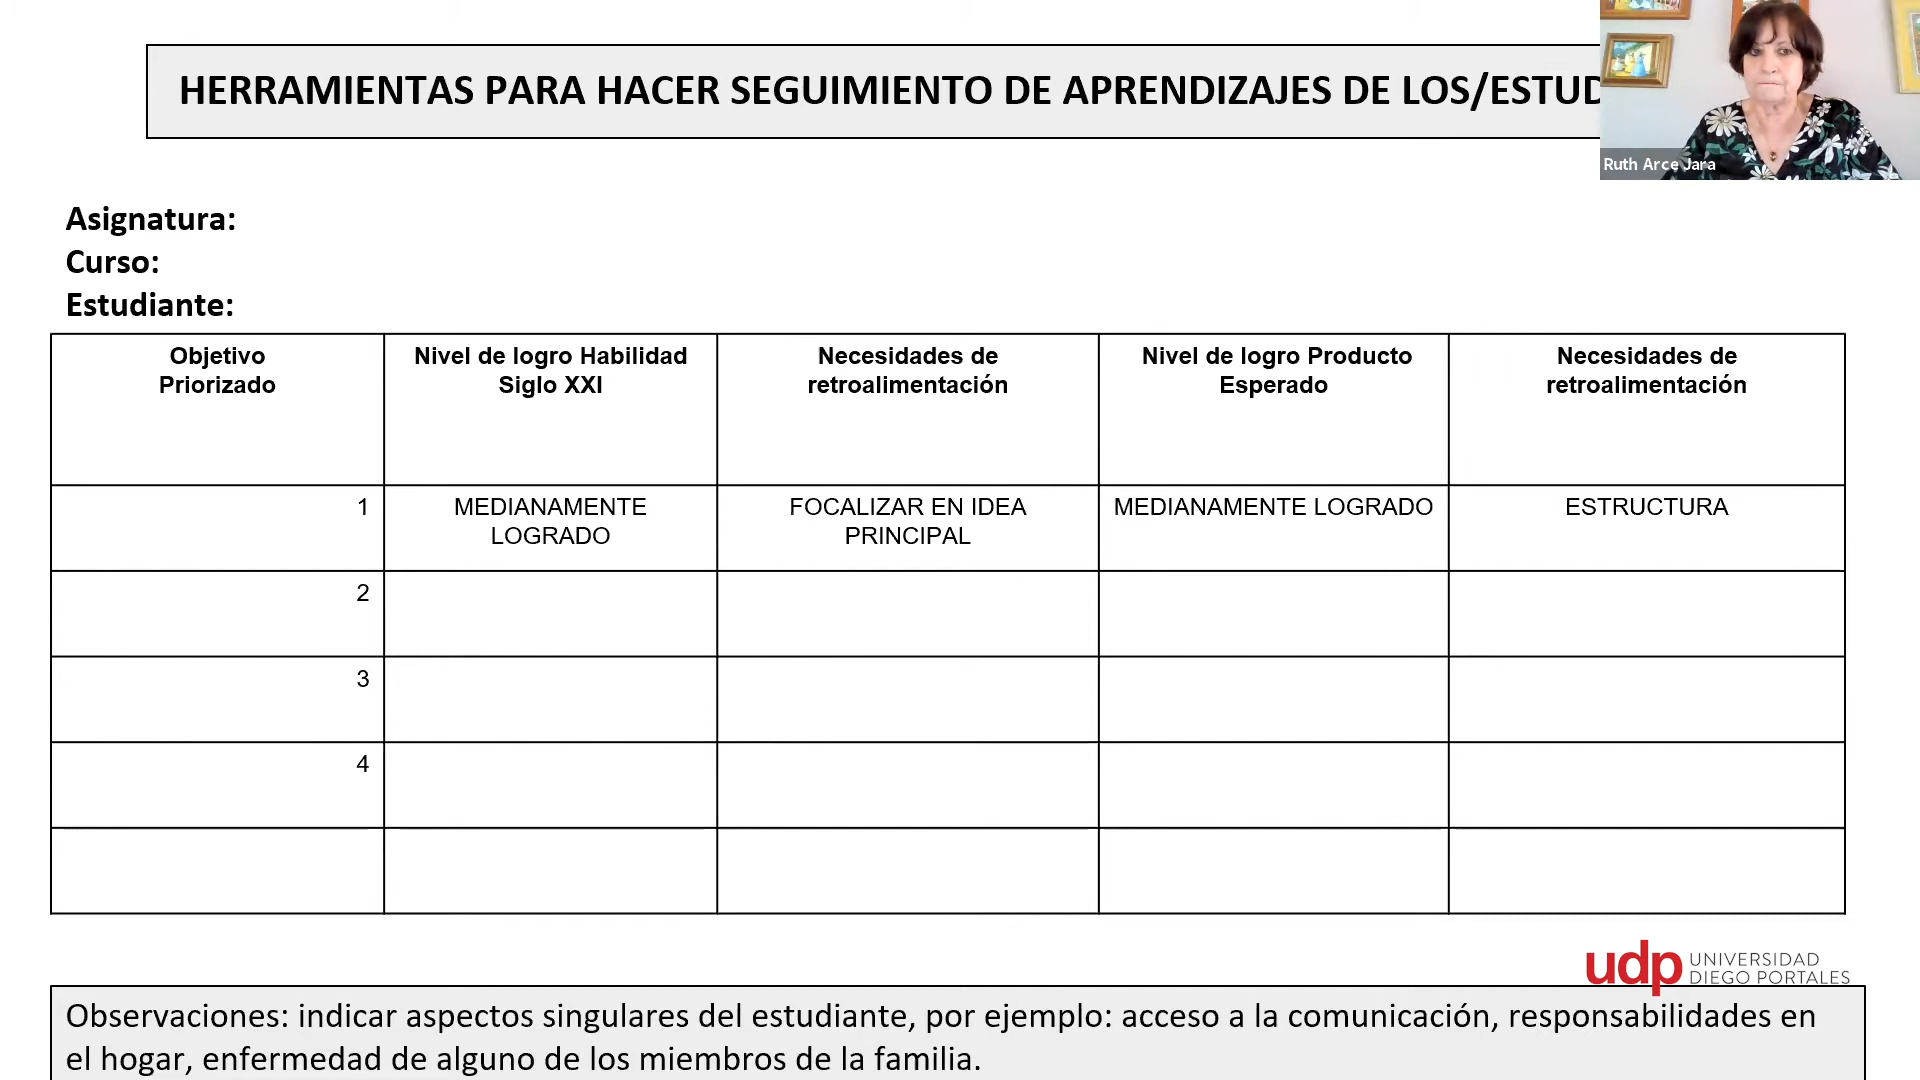 HERRAMIENTAS PARA HACER SEGUIMIENTO DE APRENDIZAJES DE LOS/ESTUD
Ruth Arce Jara
Asignatura:
Curso:
Estudiante:
Objetivo
Priorizado
Nivel de logro Habilidad
Siglo XXI
Necesidades de
retroalimentación
Nivel de logro Producto
Esperado
Necesidades de
retroalimentación
1
MEDIANAMENTE
LOGRADO
FOCALIZAR EN IDEA
PRINCIPAL
MEDIANAMENTE LOGRADO
ESTRUCTURA
2
3
4
udp UNIVERSIDAD
DIEGO PORTALES
Observaciones: indicar aspectos singulares del estudiante, por ejemplo: acceso a la comunicación, responsabilidades en
el hogar, enfermedad de alguno de los miembros de la familia.